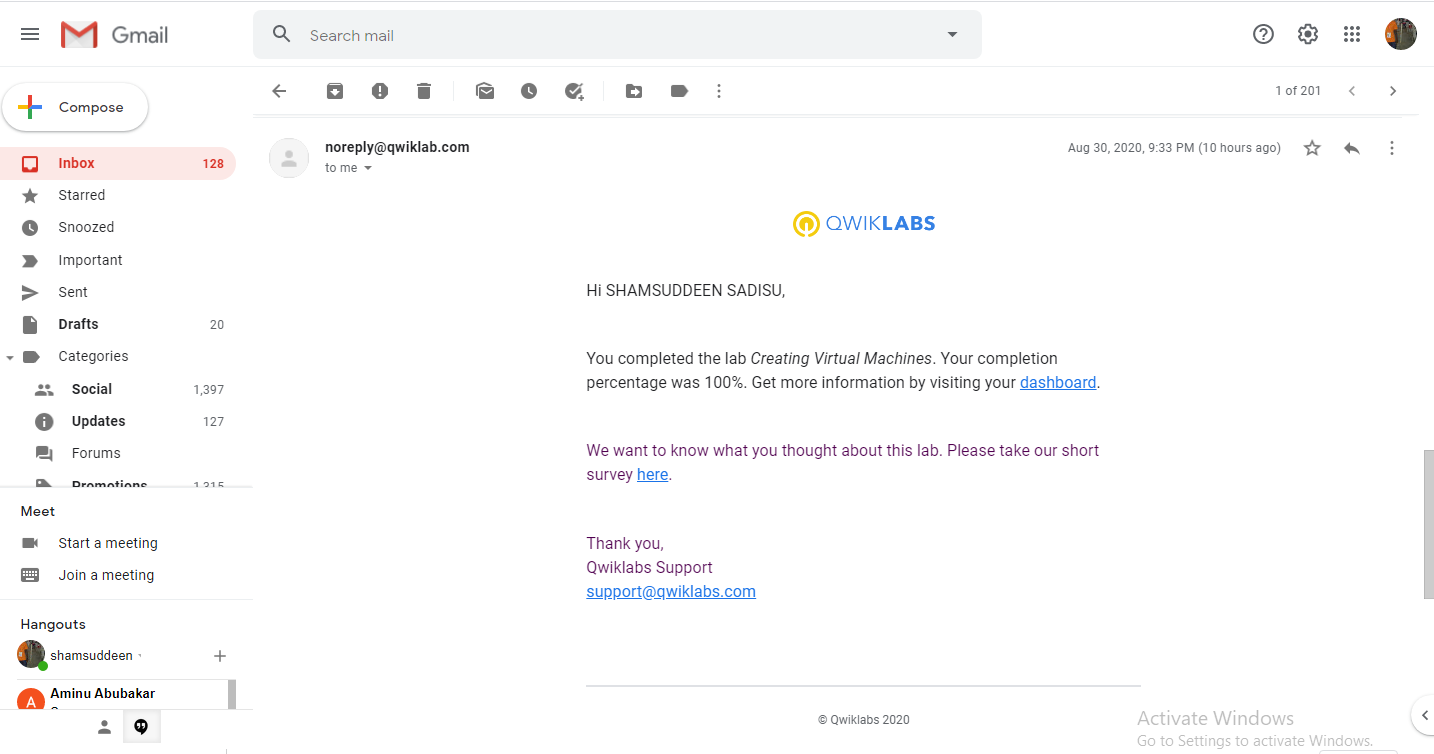 Gmail
Search mail
Compose
1 of 201
Inbox 128
Starred
Snoozed
Important
Sent
Drafts 20
Categories
Social 1,397
Updates 127
Forums
Promotions 1,315
Meet
Start a meeting
Join a meeting
Hangouts
shamsuddeen
A
Aminu Abubakar
noreply@qwiklab.com
to me
Aug 30, 2020, 9:33 PM (10 hours ago)
QWIKLABS
Hi SHAMSUDDEEN SADISU,
You completed the lab Creating Virtual Machines. Your completion
percentage was 100%. Get more information by visiting your dashboard.
We want to know what you thought about this lab. Please take our short
survey here.
Thank you,
Qwiklabs Support
support@qwiklabs.com
© Qwiklabs 2020
Activate Windows
Go to Settings to activate Windows.